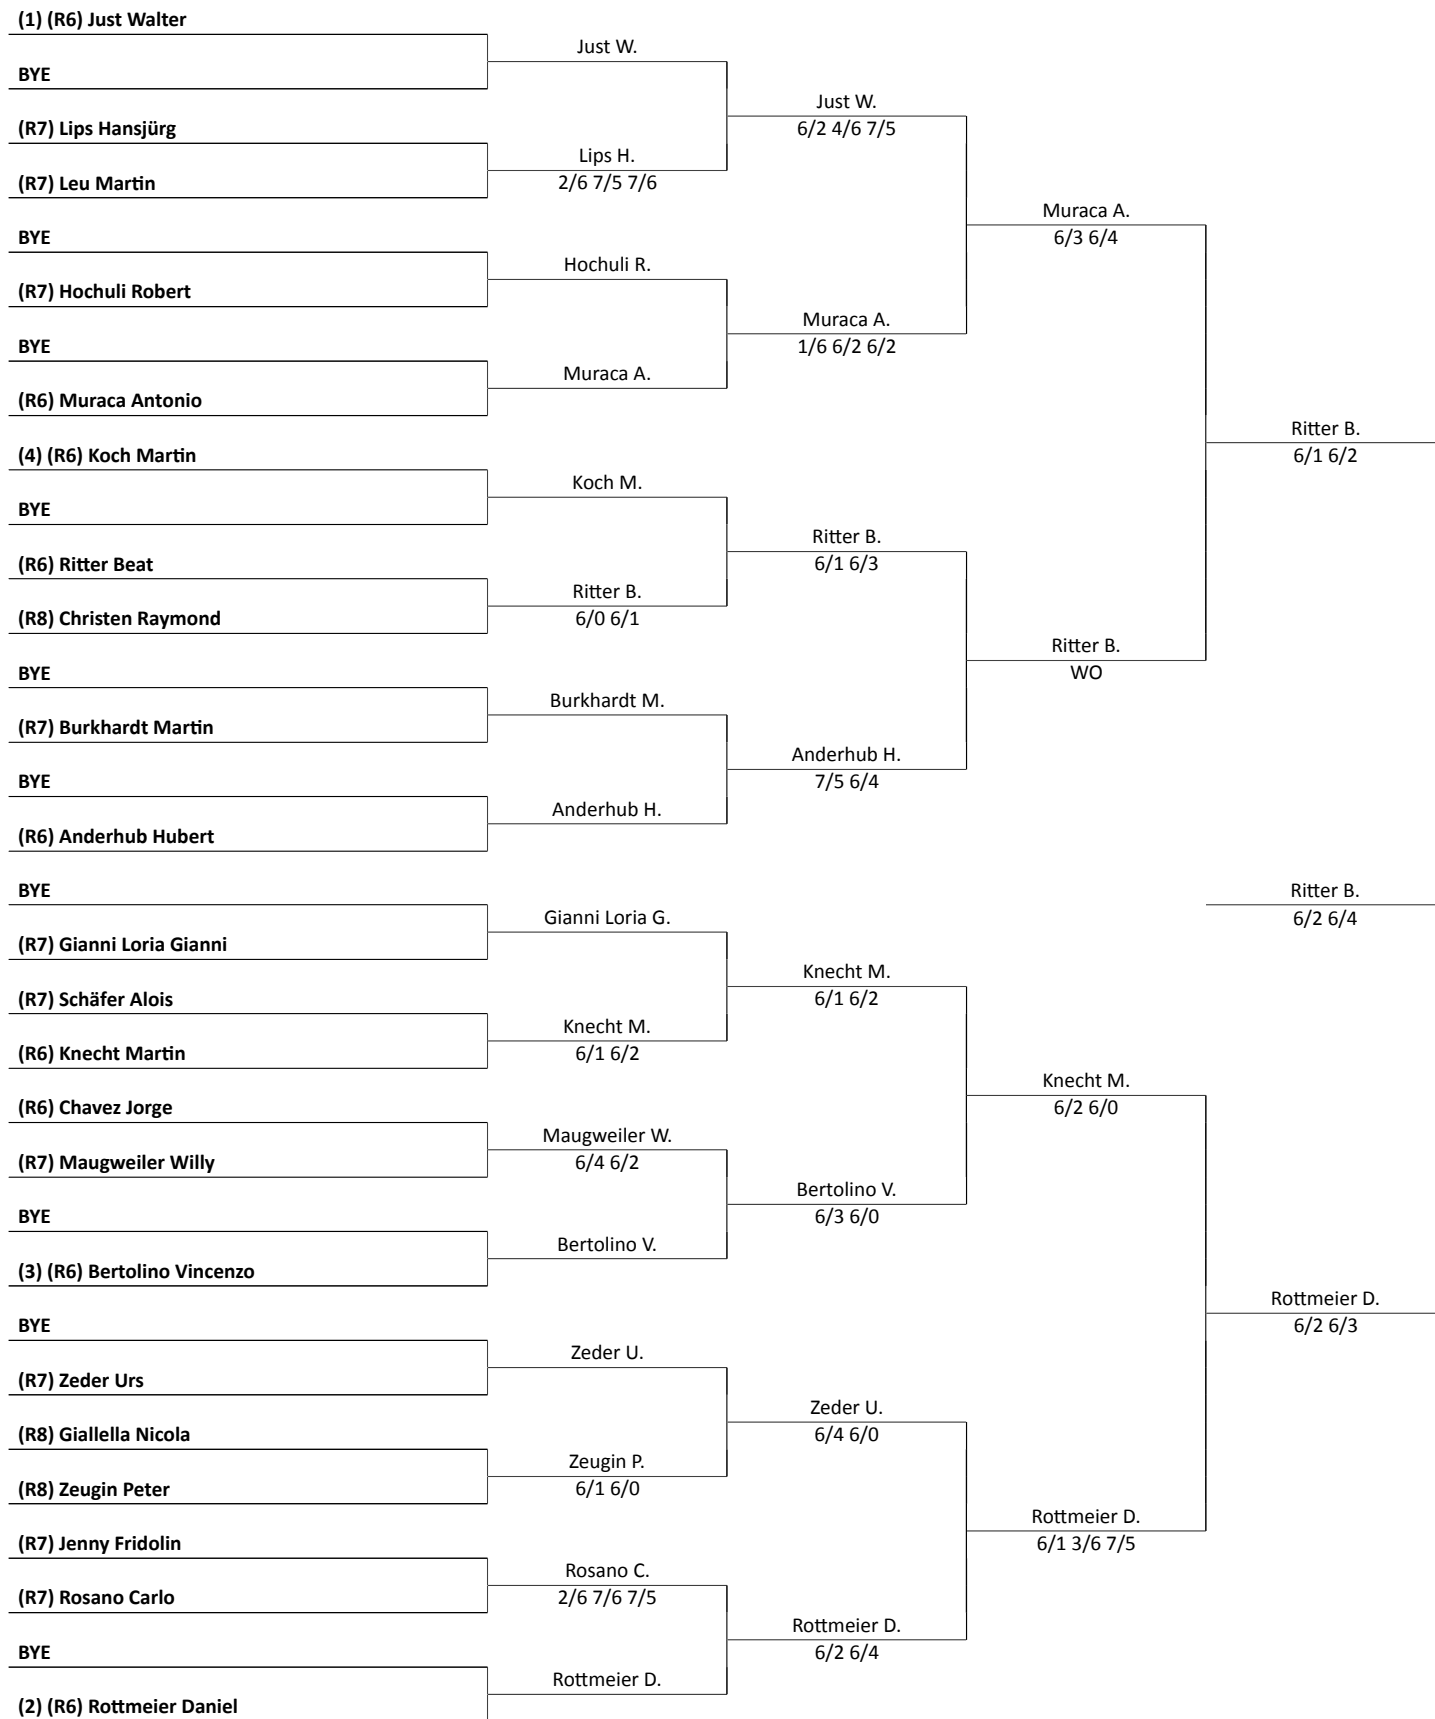 (1) (R6) Just Walter
BYE
(R7) Lips Hansjürg
(R7) Leu Martin
BYE
(R7) Hochuli Robert
BYE
(R6) Muraca Antonio
(4) (R6) Koch Martin
BYE
(R6) Ritter Beat
(R8) Christen Raymond
BYE
(R7) Burkhardt Martin
BYE
(R6) Anderhub Hubert
BYE
(R7) Gianni Loria Gianni
(R7) Schäfer Alois
(R6) Knecht Martin
(R6) Chavez Jorge
(R7) Maugweiler Willy
BYE
(3) (R6) Bertolino Vincenzo
BYE
(R7) Zeder Urs
(R8) Giallella Nicola
(R8) Zeugin Peter
(R7) Jenny Fridolin
(R7) Rosano Carlo
BYE
(2) (R6) Rottmeier Daniel
Just W.
Lips H.
2/6 7/5 7/6
Hochuli R.
Muraca A.
Koch M.
Ritter B.
6/0 6/1
Burkhardt M.
Anderhub H.
Gianni Loria G.
Knecht M.
6/1 6/2
Maugweiler W.
6/4 6/2
Bertolino V.
Zeder U.
Zeugin P.
6/1 6/0
Rosano C.
2/6 7/6 7/5
Rottmeier D.
Just W.
6/2 4/6 7/5
Muraca A.
1/6 6/2 6/2
Ritter B.
6/1 6/3
Anderhub H.
7/5 6/4
Knecht M.
6/1 6/2
Bertolino V.
6/3 6/0
Zeder U.
6/4 6/0
Rottmeier D.
6/2 6/4
Muraca A.
6/3 6/4
Ritter B.
WO
Knecht M.
6/2 6/0
Rottmeier D.
6/1 3/6 7/5
Ritter B.
6/1 6/2
Ritter B.
6/2 6/4
Rottmeier D.
6/2 6/3